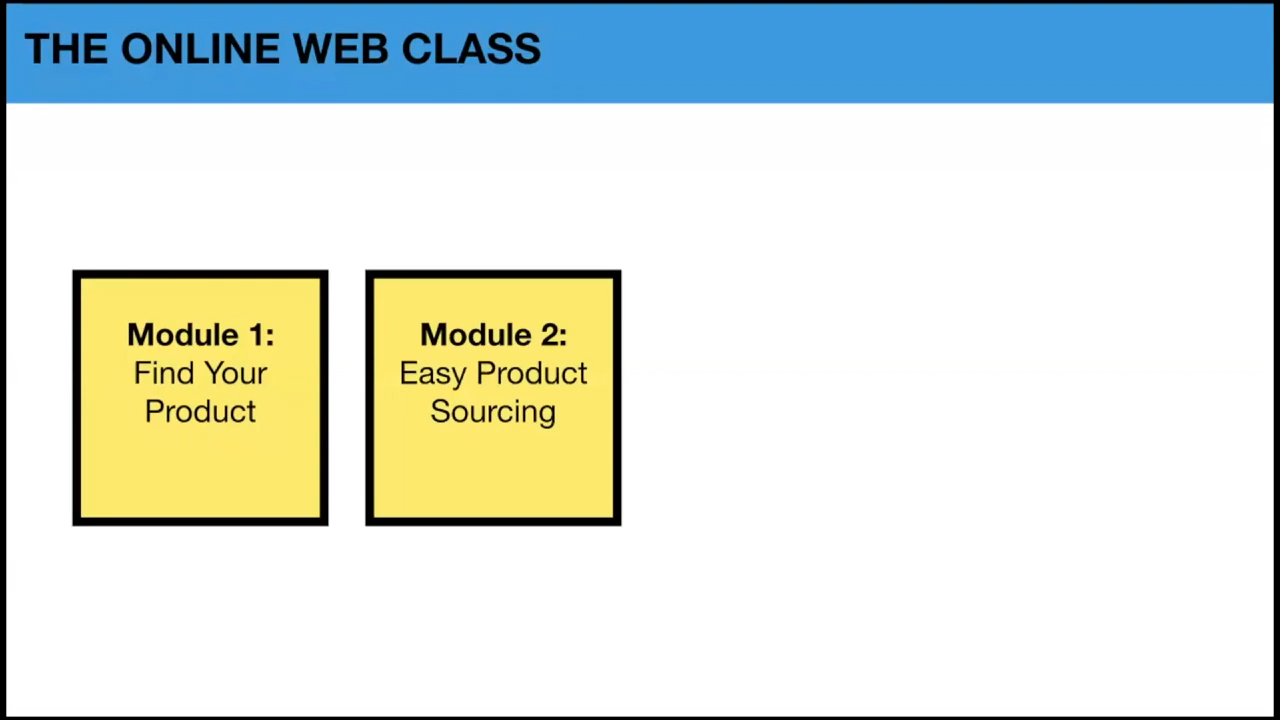 THE ONLINE WEB CLASS
Module 1:
Find Your
Product
Module 2:
Easy Product
Sourcing